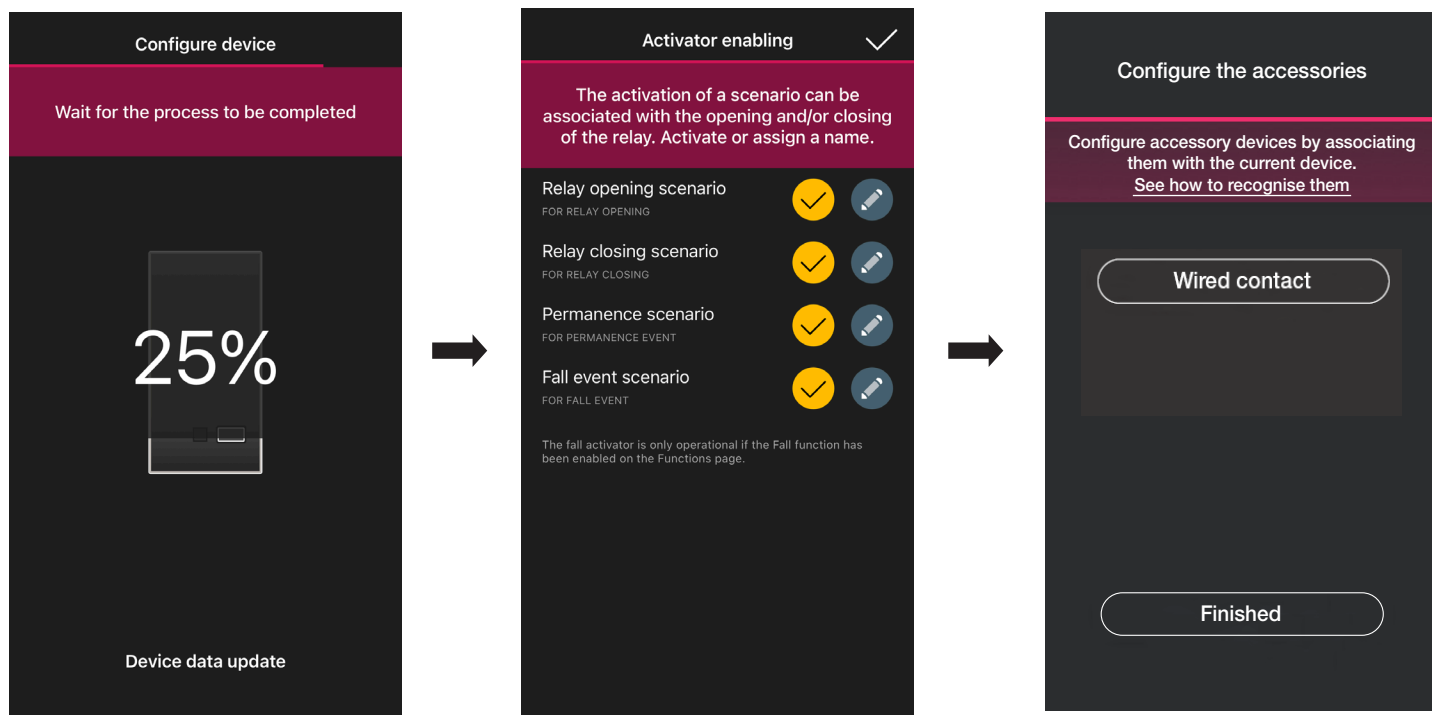 Configure device
Wait for the process to be completed
25%
Device data update
Activator enabling
The activation of a scenario can be
associated with the opening and/or closing
of the relay. Activate or assign a name.
Relay opening scenario
FOR RELAY OPENING
Relay closing scenario
FOR RELAY CLOSING
Permanence scenario
FOR PERMANENCE EVENT
Fall event scenario
FOR FALL EVENT
The fall activator is only operational if the Fall function has
been enabled on the Functions page.
Configure the accessories
Configure accessory devices by associating
them with the current device.
See how to recognise them
Wired contact
Finished